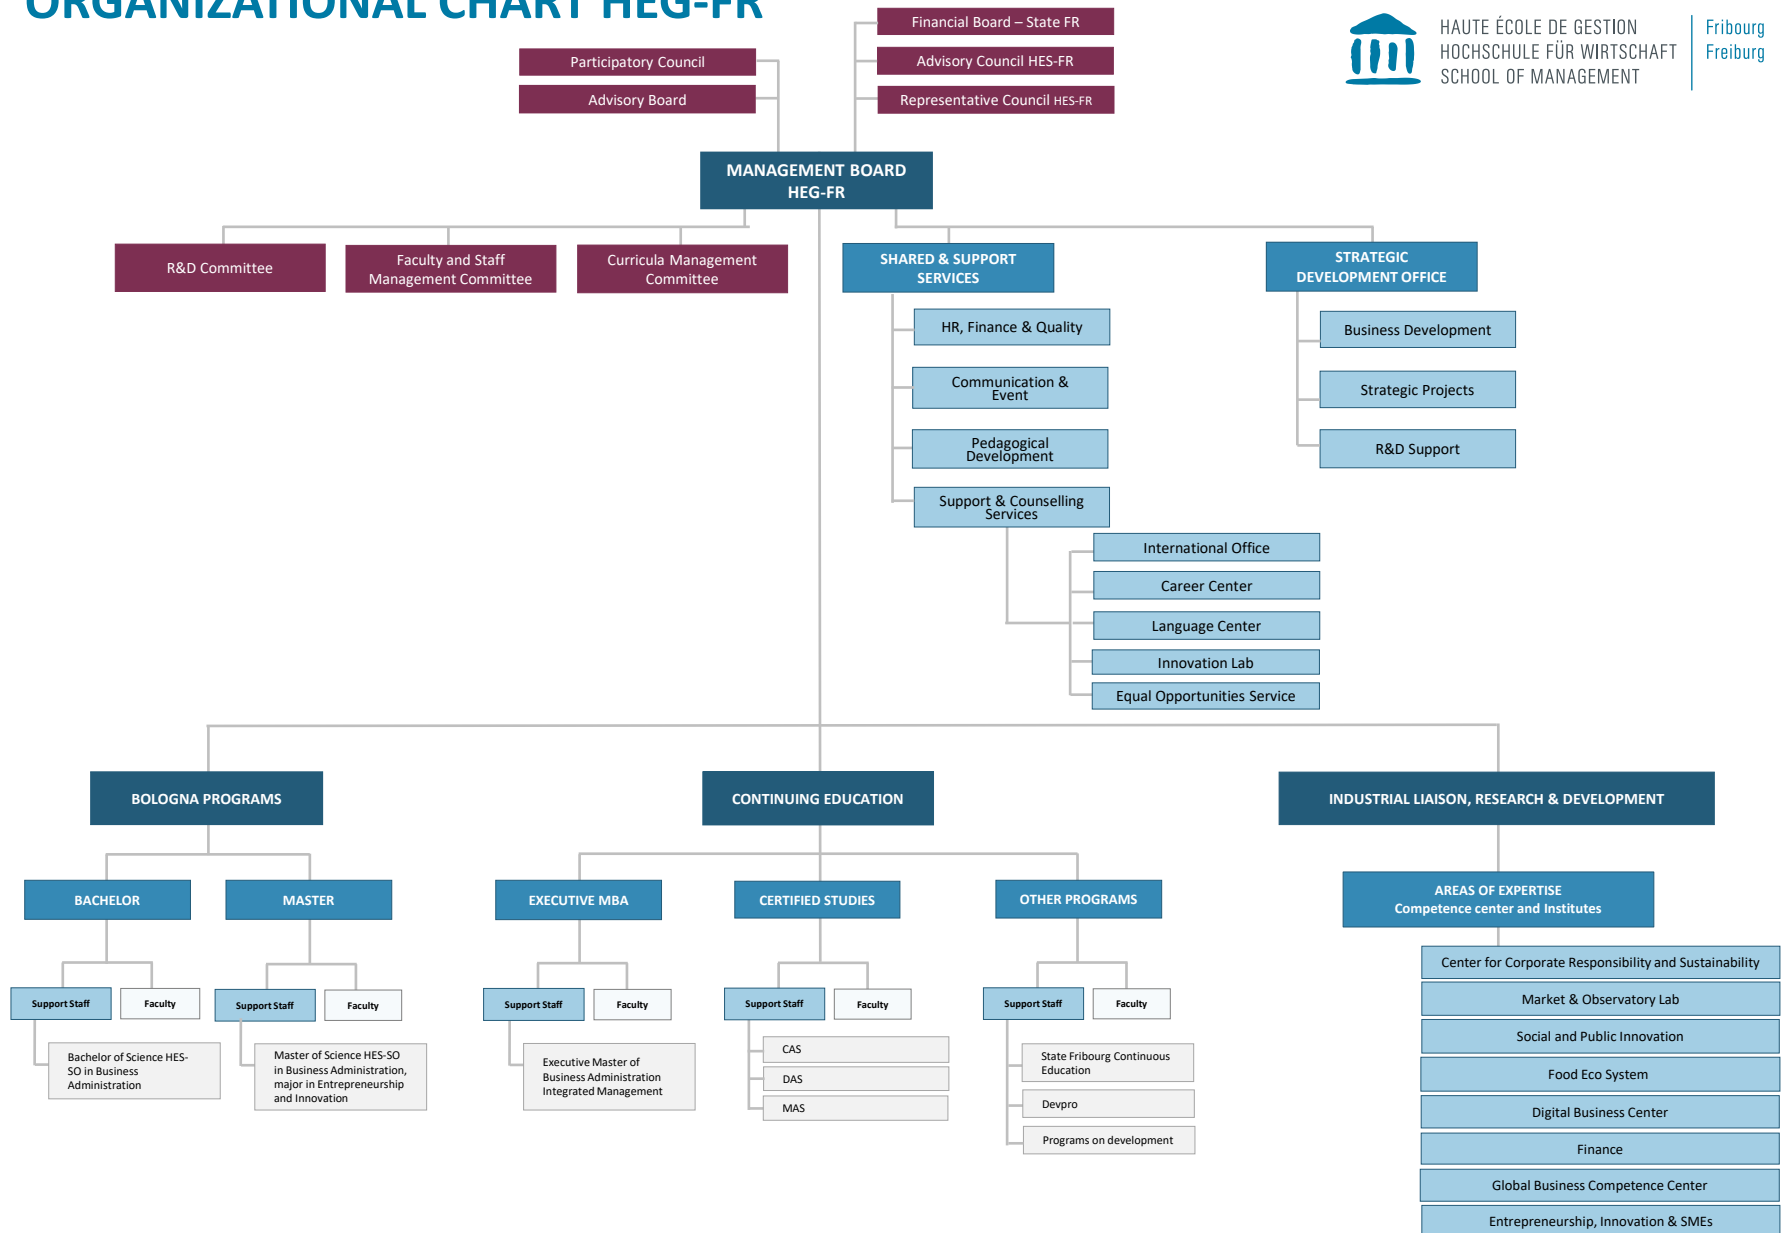 ORGANIZATIONAL CHART HEG-FR
HAUTE ÉCOLE DE GESTION
HOCHSCHULE FÜR WIRTSCHAFT
SCHOOL OF MANAGEMENT
Fribourg
Freiburg
Participatory Council
Advisory Board
Financial Board – State FR
Advisory Council HES-FR
Representative Council HES-FR
MANAGEMENT BOARD
HEG-FR
R&D Committee
Faculty and Staff
Management Committee
Curricula Management
Committee
SHARED & SUPPORT
SERVICES
HR, Finance & Quality
Communication &
Event
Pedagogical
Development
Support & Counselling
Services
International Office
Career Center
Language Center
Innovation Lab
Equal Opportunities Service
STRATEGIC
DEVELOPMENT OFFICE
Business Development
Strategic Projects
R&D Support
BOLOGNA PROGRAMS
BACHELOR
Support Staff
Faculty
Bachelor of Science HES-
SO in Business
Administration
MASTER
Support Staff
Faculty
Master of Science HES-SO
in Business Administration,
major in Entrepreneurship
and Innovation
CONTINUING EDUCATION
EXECUTIVE MBA
Support Staff
Faculty
Executive Master of
Business Administration
Integrated Management
CERTIFIED STUDIES
Support Staff
Faculty
CAS
DAS
MAS
OTHER PROGRAMS
Support Staff
Faculty
State Fribourg Continuous
Education
Devpro
Programs on development
INDUSTRIAL LIAISON, RESEARCH & DEVELOPMENT
AREAS OF EXPERTISE
Competence center and Institutes
Center for Corporate Responsibility and Sustainability
Market & Observatory Lab
Social and Public Innovation
Food Eco System
Digital Business Center
Finance
Global Business Competence Center
Entrepreneurship, Innovation & SMEs